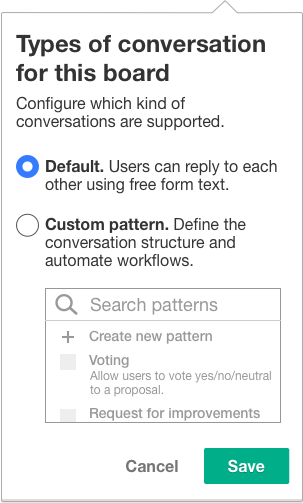 Types of conversation
for this board
Configure which kind of
conversations are supported.
Default. Users can reply to each
other using free form text.
Custom pattern. Define the
conversation structure and
automate workflows.
Search patterns
+ Create new pattern
Voting
Allow users to vote yes/no/neutral
to a proposal.
Request for improvements
Cancel
Save